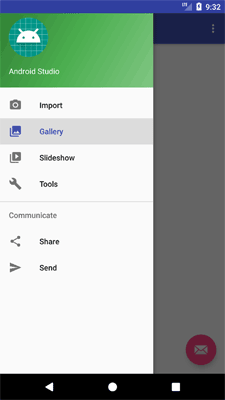 9:32
Android Studio
Import
Gallery
Slideshow
Tools
Communicate
Share
Send